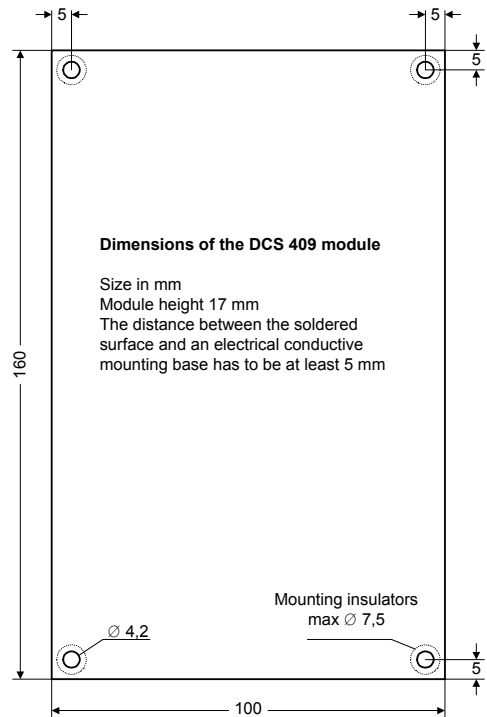 5
5
5
Dimensions of the DCS 409 module
Size in mm
Module height 17 mm
The distance between the soldered
surface and an electrical conductive
mounting base has to be at least 5 mm
160
Mounting insulators
max ∅ 7,5
∅ 4,2
5
100